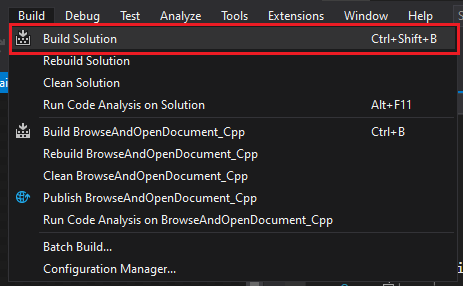 Build Debug Test Analyze Tools Extensions Window Help
Build Solution Ctrl+Shift+B
Rebuild Solution
Clean Solution
Run Code Analysis on Solution Alt+F11
Build BrowseAndOpenDocument_Cpp Ctrl+B
Rebuild BrowseAndOpenDocument_Cpp
Clean BrowseAndOpenDocument_Cpp
Publish BrowseAndOpenDocument_Cpp
Run Code Analysis on BrowseAndOpenDocument_Cpp
Batch Build...
Configuration Manager...